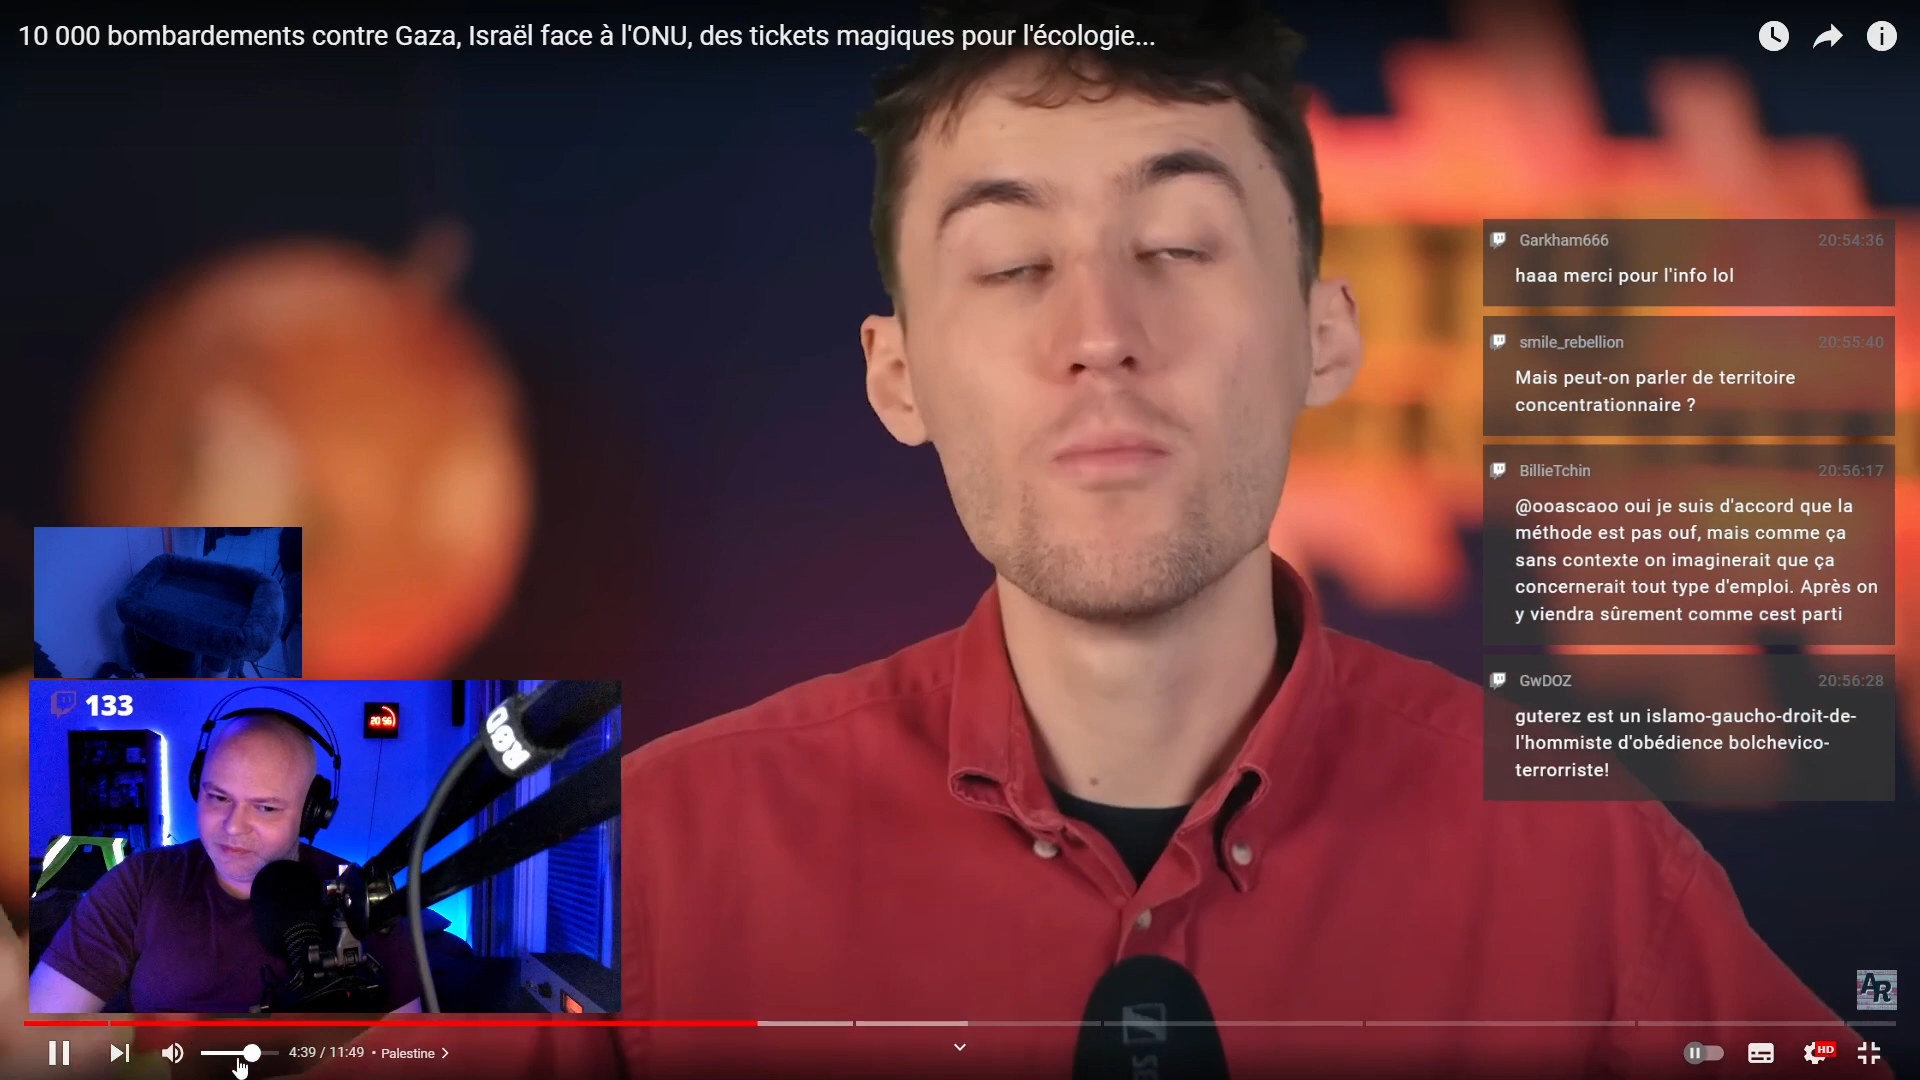 10 000 bombardements contre Gaza, Israël face à l'ONU, des tickets magiques pour l'écologie...
Garkham666 20:54:36
haaa merci pour l'info lol
smile_rebellion 20:55:40
Mais peut-on parler de territoire
concentrationnaire ?
BillieTchin 20:56:17
@ooascaoo oui je suis d'accord que la
méthode est pas ouf, mais comme ça
sans contexte on imaginerait que ça
concernerait tout type d'emploi. Après on
y viendra sûrement comme cest parti
GwDOZ 20:56:28
guterez est un islamo-gaucho-droit-de-
l'hommiste d'obédience bolchevico-
terrorriste!
133
20 56
AR
4:39 / 11:49 • Palestine
HD